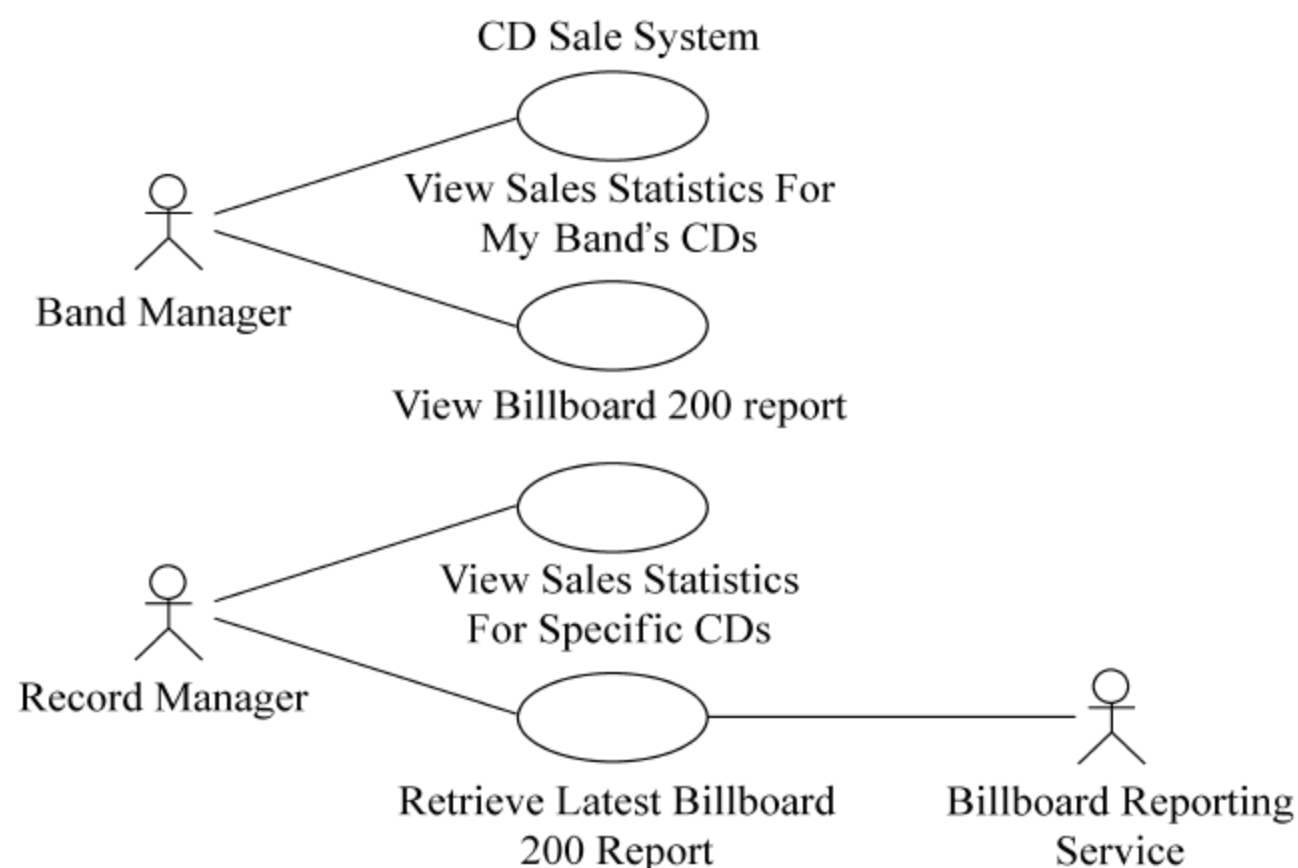 CD Sale System
View Sales Statistics For
My Band's CDs
Band Manager
View Billboard 200 report
View Sales Statistics
For Specific CDs
Record Manager
Retrieve Latest Billboard
200 Report
Billboard Reporting
Service